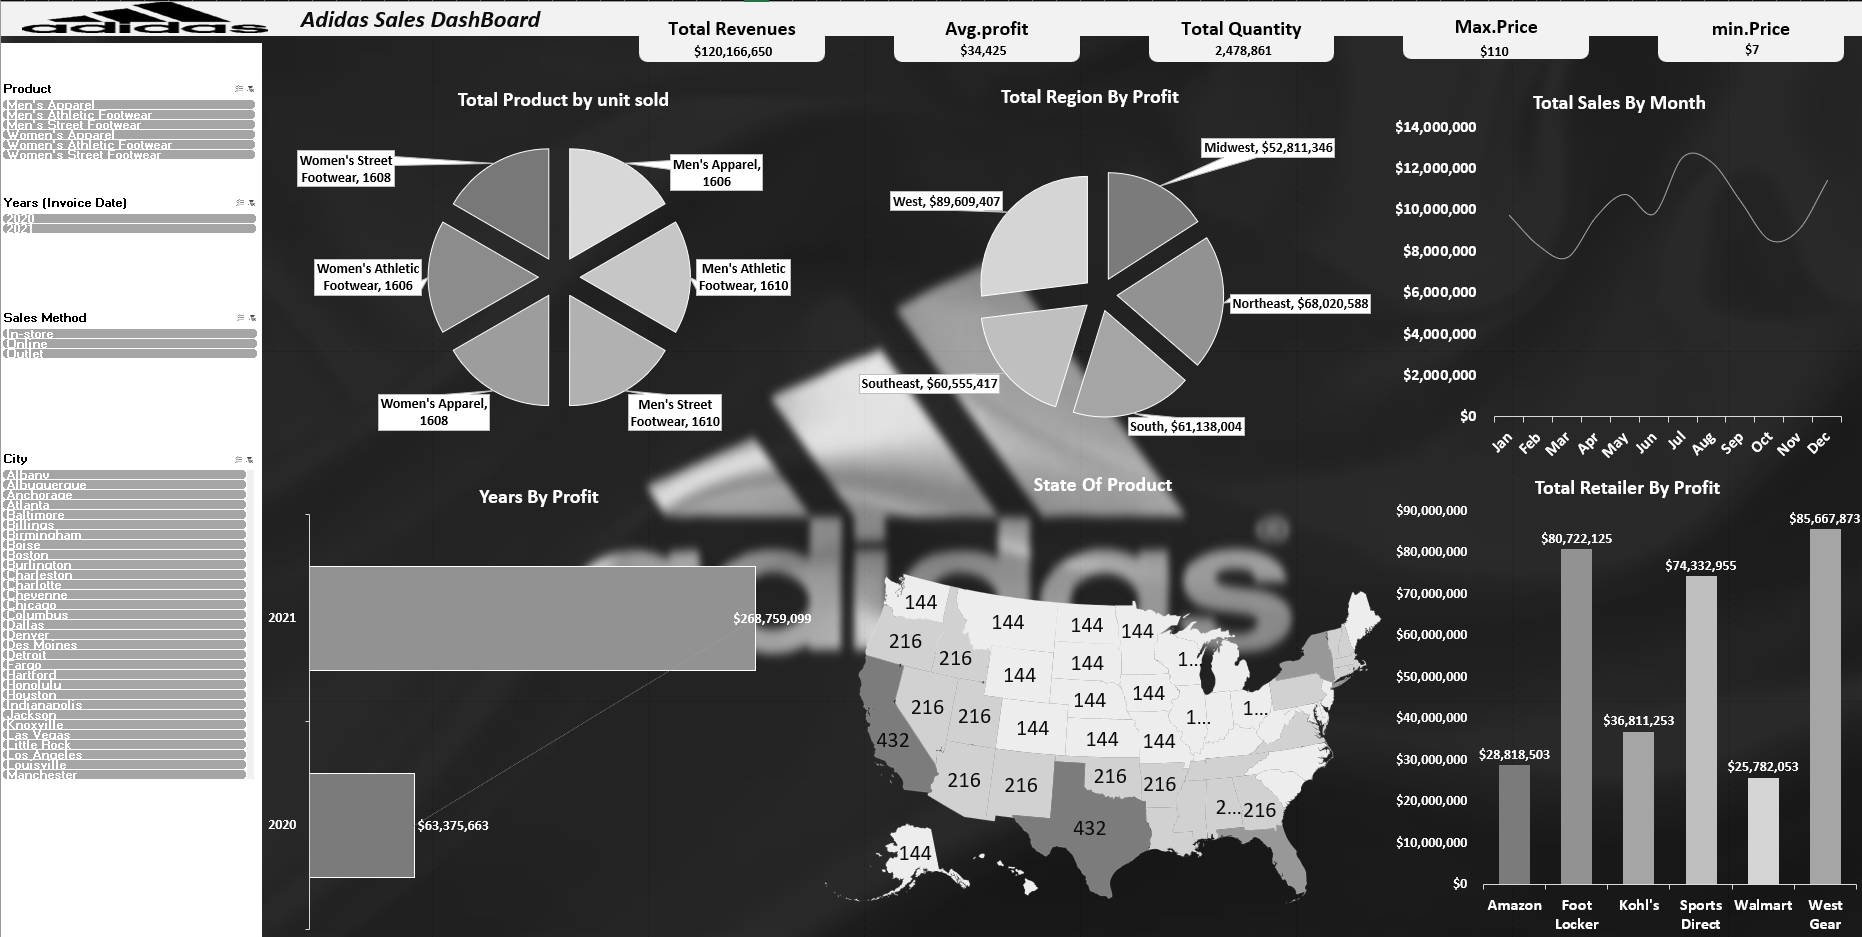 adidas
Adidas Sales DashBoard
Total Revenues
$120,166,650
Avg.profit
$34,425
Total Quantity
2,478,861
Max.Price
$110
min.Price
$7
Product
Men's Apparel
Men's Athletic Footwear
Men's Street Footwear
Women's Apparel
Women's Athletic Footwear
Women's Street Footwear
Years (Invoice Date)
2020
2021
Sales Method
In-store
Online
Outlet
City
Albany
Albuquerque
Anchorage
Atlanta
Baltimore
Billings
Birmingham
Boise
Boston
Burlington
Charleston
Charlotte
Cheyenne
Chicago
Columbus
Dallas
Denver
Des Moines
Detroit
Fargo
Hartford
Honolulu
Houston
Indianapolis
Jackson
Knoxville
Las Vegas
Little Rock
Los Angeles
Louisville
Manchester
Total Product by unit sold
Women's Street
Footwear, 1608
Men's Apparel,
1606
Women's Athletic
Footwear, 1606
Men's Athletic
Footwear, 1610
Women's Apparel,
1608
Men's Street
Footwear, 1610
Total Region By Profit
Midwest, $52,811,346
West, $89,609,407
Northeast, $68,020,588
Southeast, $60,555,417
South, $61,138,004
Total Sales By Month
$14,000,000
$12,000,000
$10,000,000
$8,000,000
$6,000,000
$4,000,000
$2,000,000
$0
Jan Feb Mar Apr May Jun Jul Aug Sep Oct Nov Dec
Years By Profit
2021
$268,759,099
2020
$63,375,663
adidas®
State Of Product
144
144
144
144
216
216
144
1...
144
144
144
216
216
144
1...
1...
432
144
144
144
216
216
216
216
2...
216
432
144
Total Retailer By Profit
$90,000,000
$80,000,000
$70,000,000
$60,000,000
$50,000,000
$40,000,000
$30,000,000
$20,000,000
$10,000,000
$0
$28,818,503
$80,722,125
$36,811,253
$74,332,955
$25,782,053
$85,667,873
Amazon
Foot
Locker
Kohl's
Sports
Direct
Walmart
West
Gear